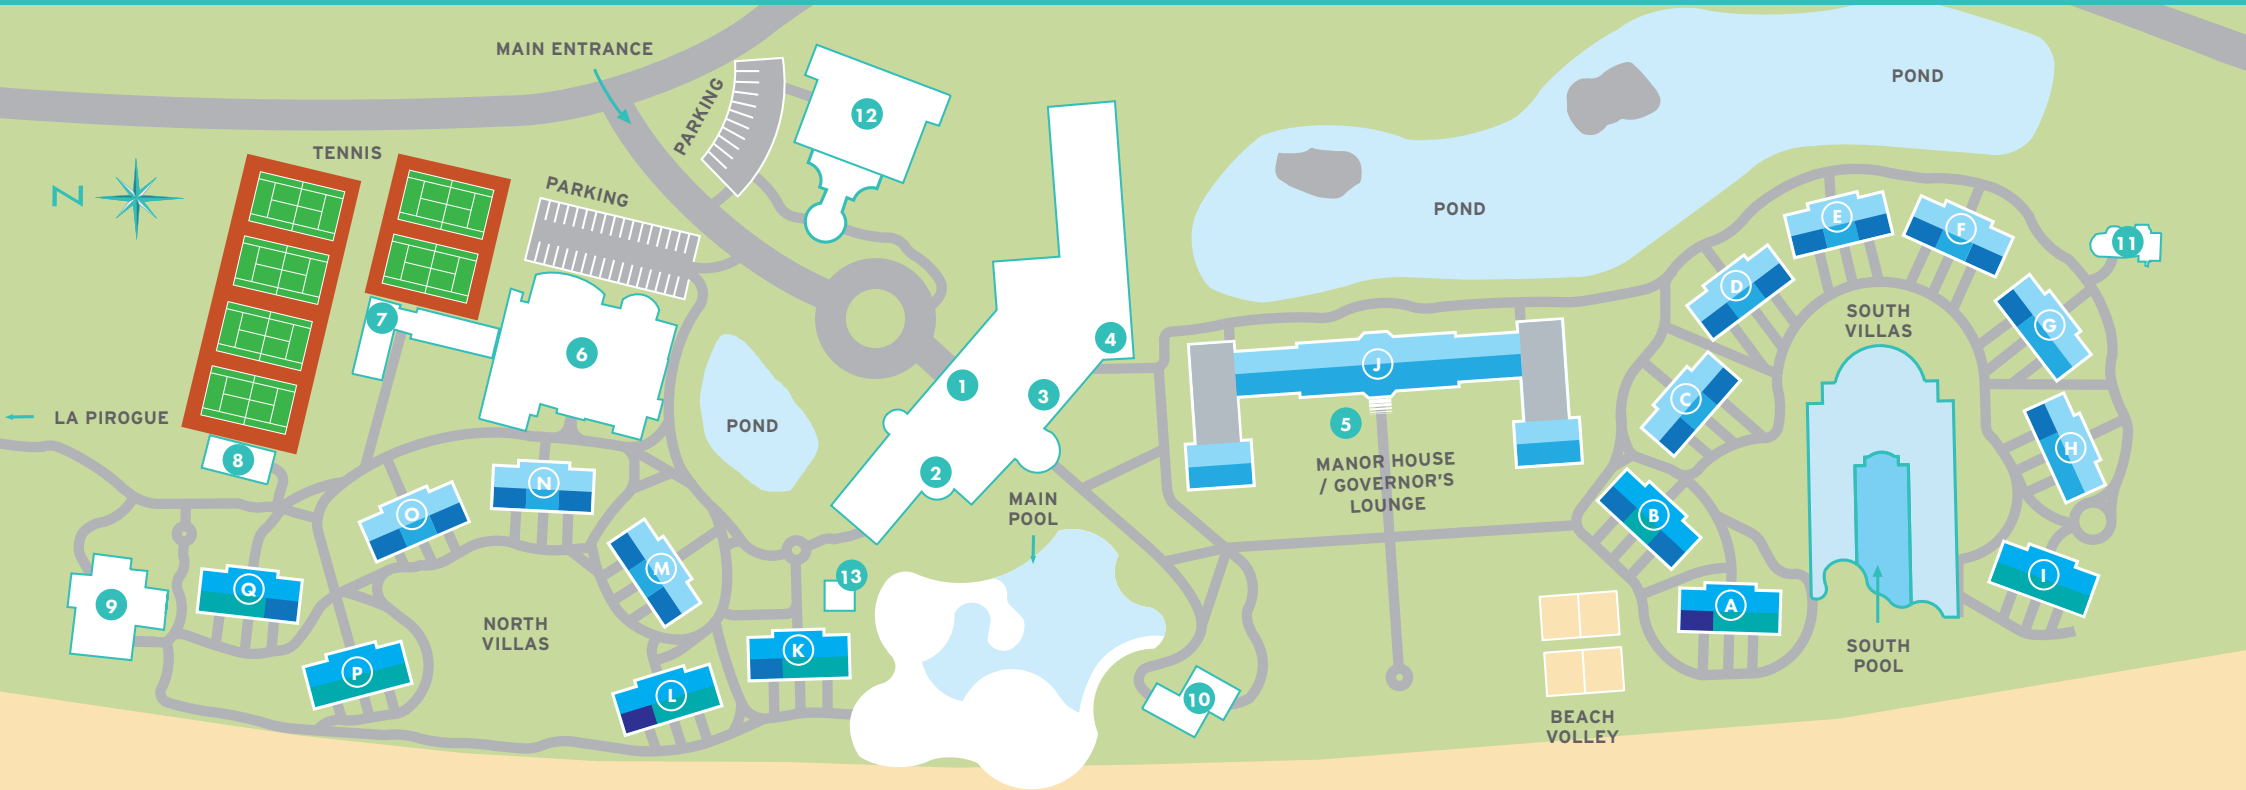 MAIN ENTRANCE
PARKING
12
POND
TENNIS
N
PARKING
POND
E
F
11
D
SOUTH
VILLAS
G
7
6
4
1
3
J
C
LA PIROGUE
POND
5
8
2
MANOR HOUSE
/ GOVERNOR'S
LOUNGE
H
N
O
MAIN
POOL
B
M
13
Q
9
I
A
NORTH
VILLAS
K
P
L
10
SOUTH
POOL
BEACH
VOLLEY